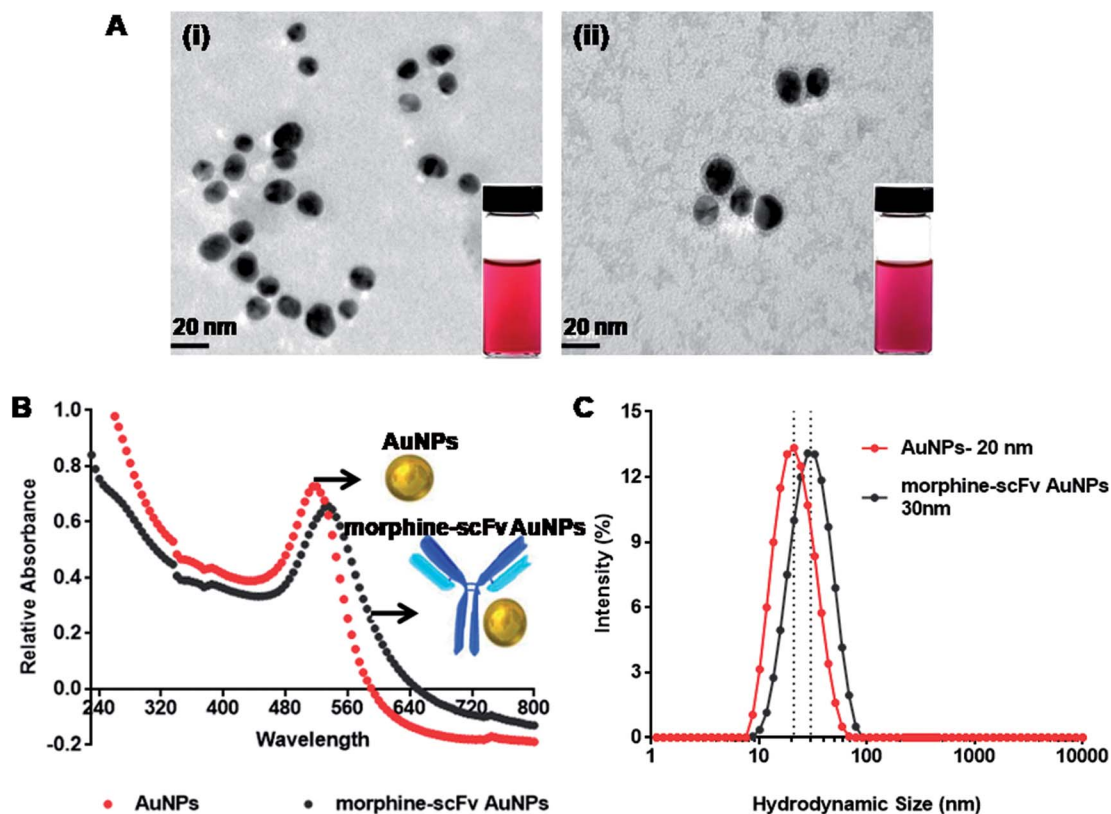 A
(i)
20 nm
(ii)
20 nm
B
Relative Absorbance
1.0
0.8
0.6
0.4
0.2
0.0
-0.2
240 320 400 480 560 640 720 800
Wavelength
AuNPs
morphine-scFv AuNPs
AuNPs
morphine-scFv AuNPs
C
Intensity (%)
15
12
9
6
3
0
1 10 100 1000 10000
Hydrodynamic Size (nm)
AuNPs- 20 nm
morphine-scFv AuNPs
30nm